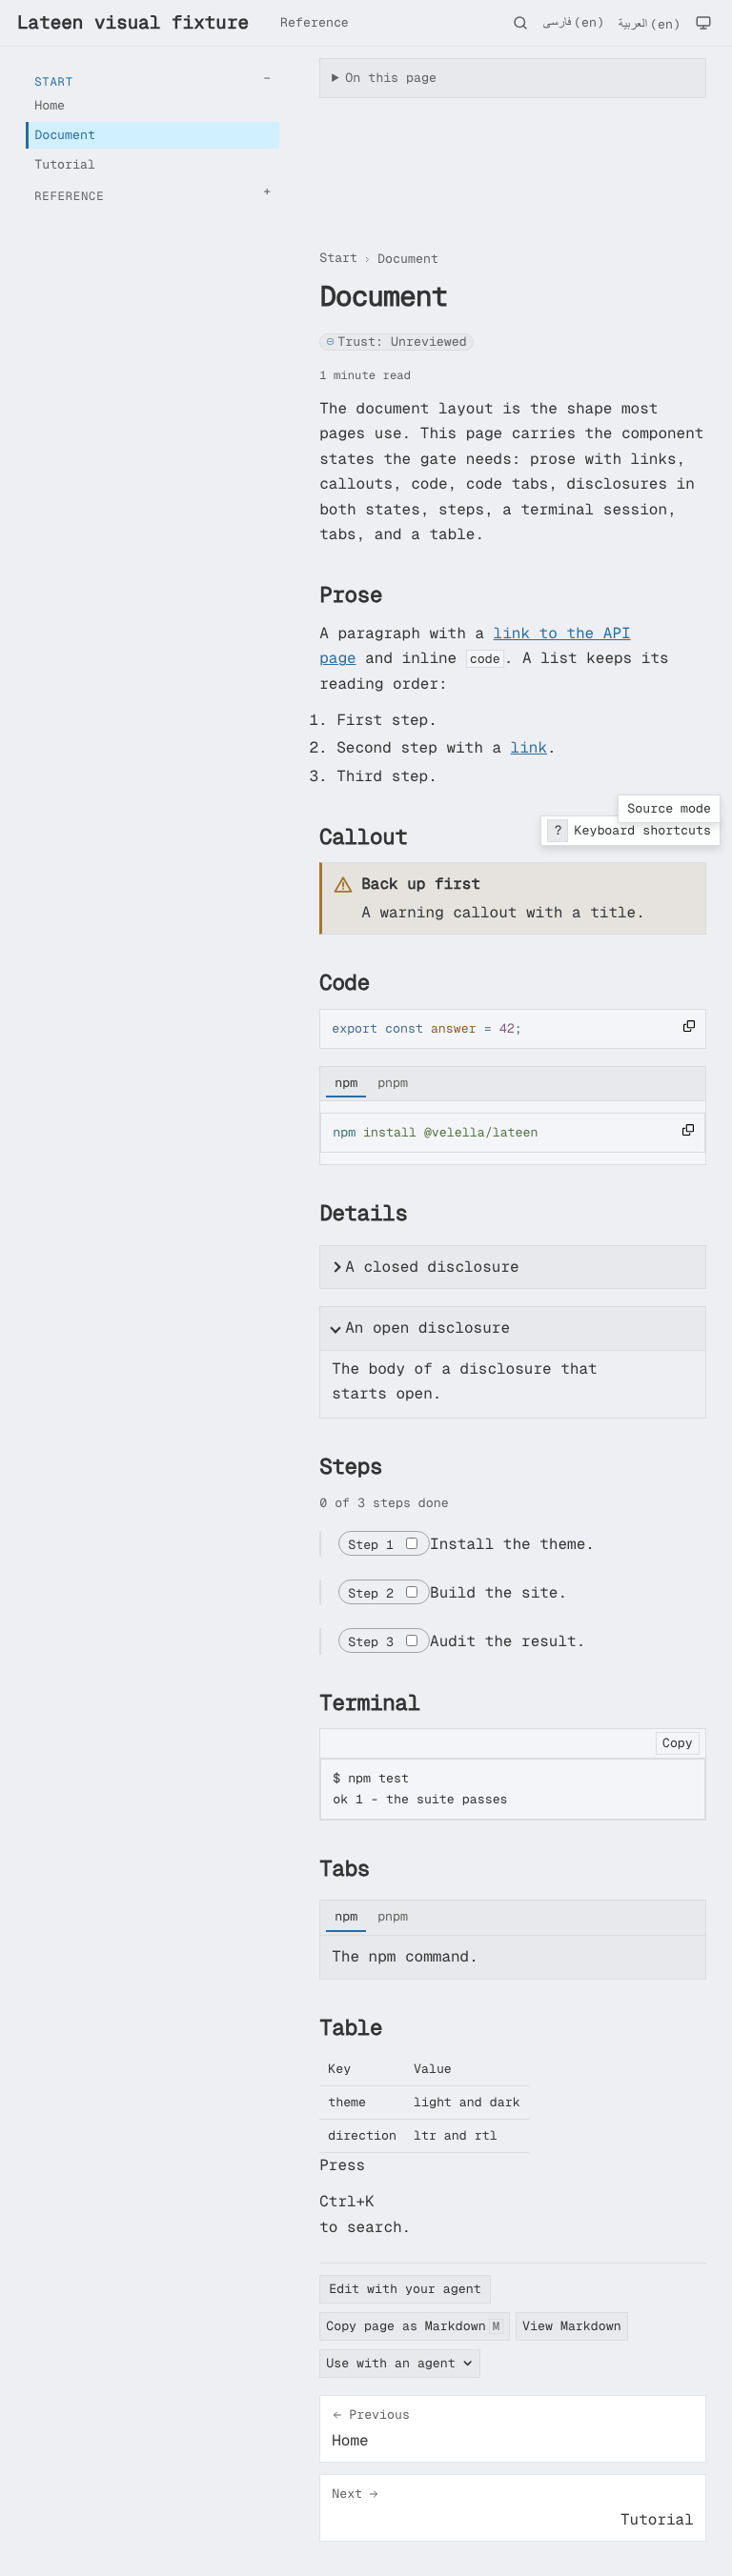 Lateen visual fixture Reference فارسی (en) العربية (en)
START −
Home
Document
Tutorial
REFERENCE +
▶ On this page
Start › Document
Document
⊖ Trust: Unreviewed
1 minute read
The document layout is the shape most
pages use. This page carries the component
states the gate needs: prose with links,
callouts, code, code tabs, disclosures in
both states, steps, a terminal session,
tabs, and a table.
Prose
A paragraph with a link to the API
page and inline code. A list keeps its
reading order:
1. First step.
2. Second step with a link.
3. Third step.
Source mode
? Keyboard shortcuts
Callout
Back up first
A warning callout with a title.
Code
export const answer = 42;
npm pnpm
npm install @velella/lateen
Details
A closed disclosure
An open disclosure
The body of a disclosure that
starts open.
Steps
0 of 3 steps done
Step 1 Install the theme.
Step 2 Build the site.
Step 3 Audit the result.
Terminal
Copy
$ npm test
ok 1 - the suite passes
Tabs
npm pnpm
The npm command.
Table
Key Value
theme light and dark
direction ltr and rtl
Press
Ctrl+K
to search.
Edit with your agent
Copy page as Markdown M View Markdown
Use with an agent
← Previous
Home
Next →
Tutorial